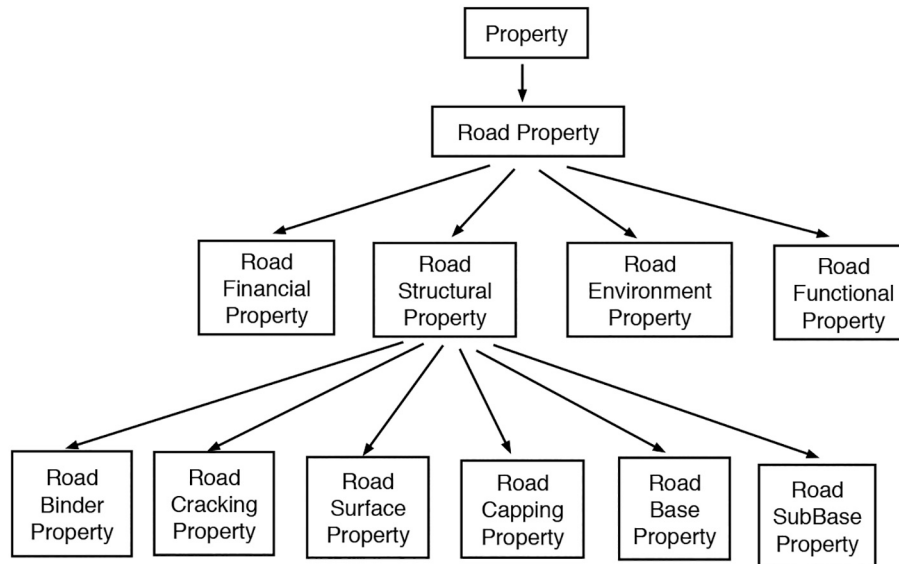 Property
Road Property
Road
Financial
Property
Road
Structural
Property
Road
Environment
Property
Road
Functional
Property
Road
Binder
Property
Road
Cracking
Property
Road
Surface
Property
Road
Capping
Property
Road
Base
Property
Road
SubBase
Property